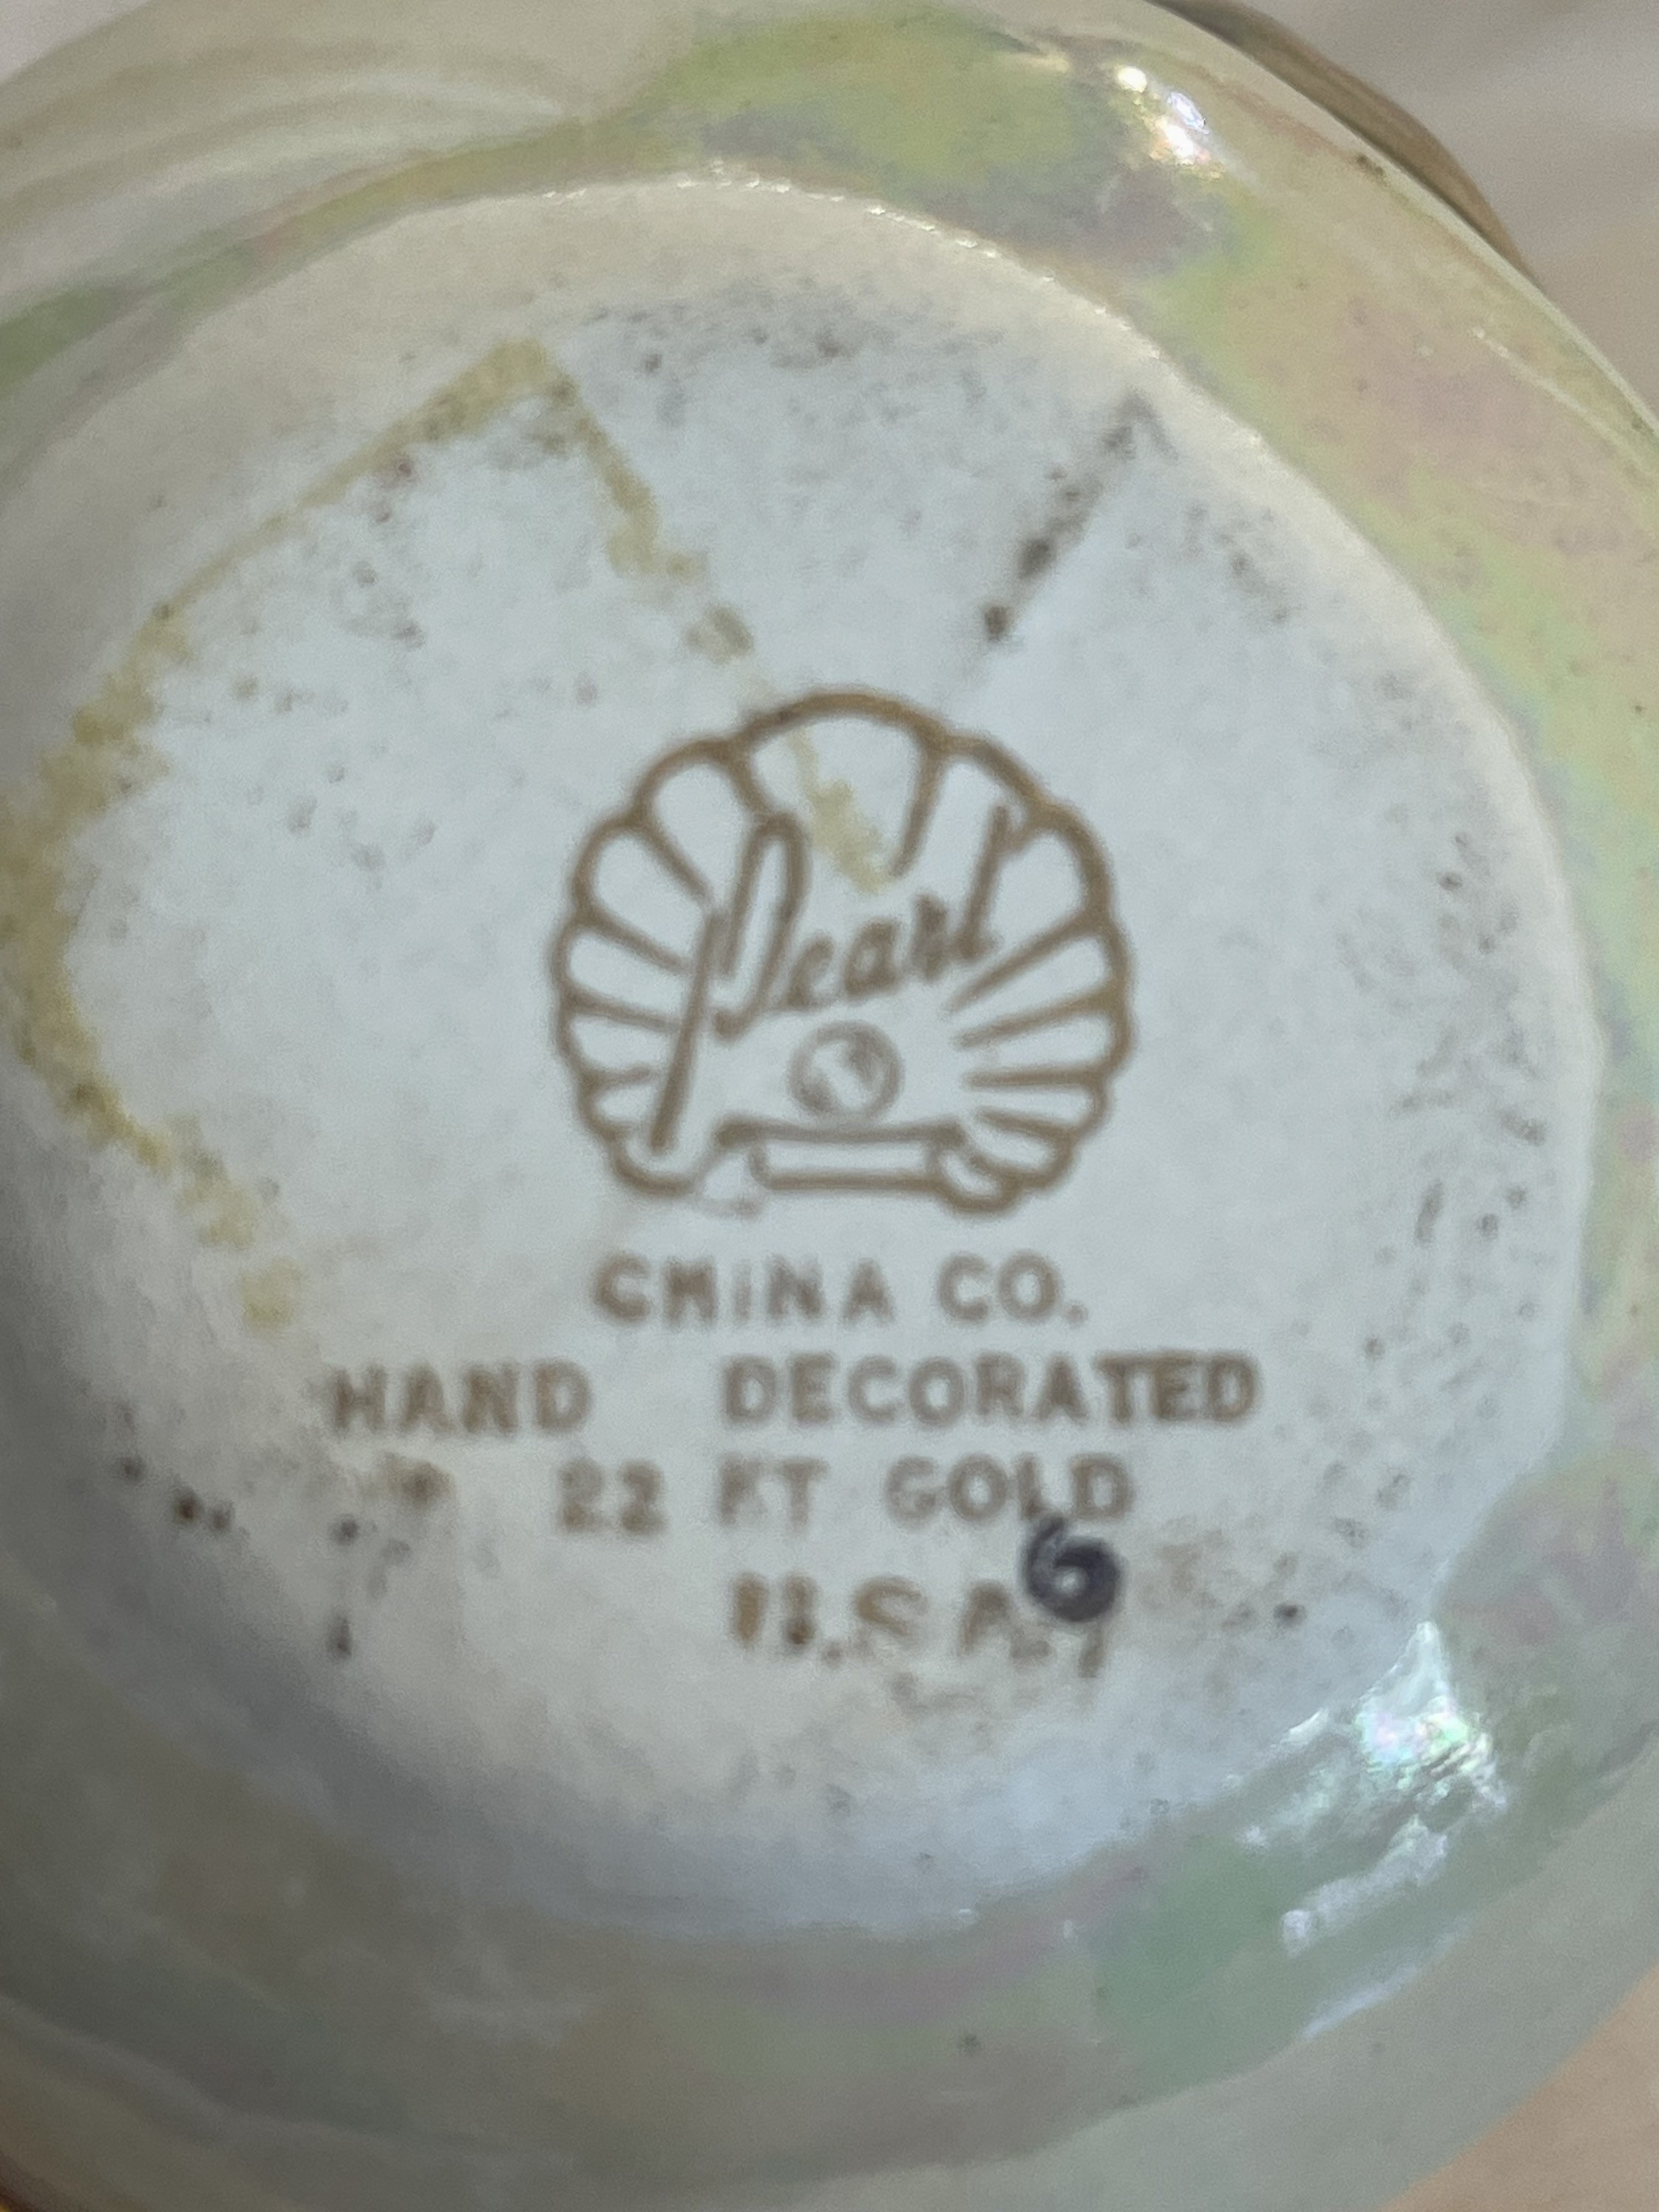 Pearl
CHINA CO.
HAND DECORATED
22 KT GOLD
6
U.S.A.